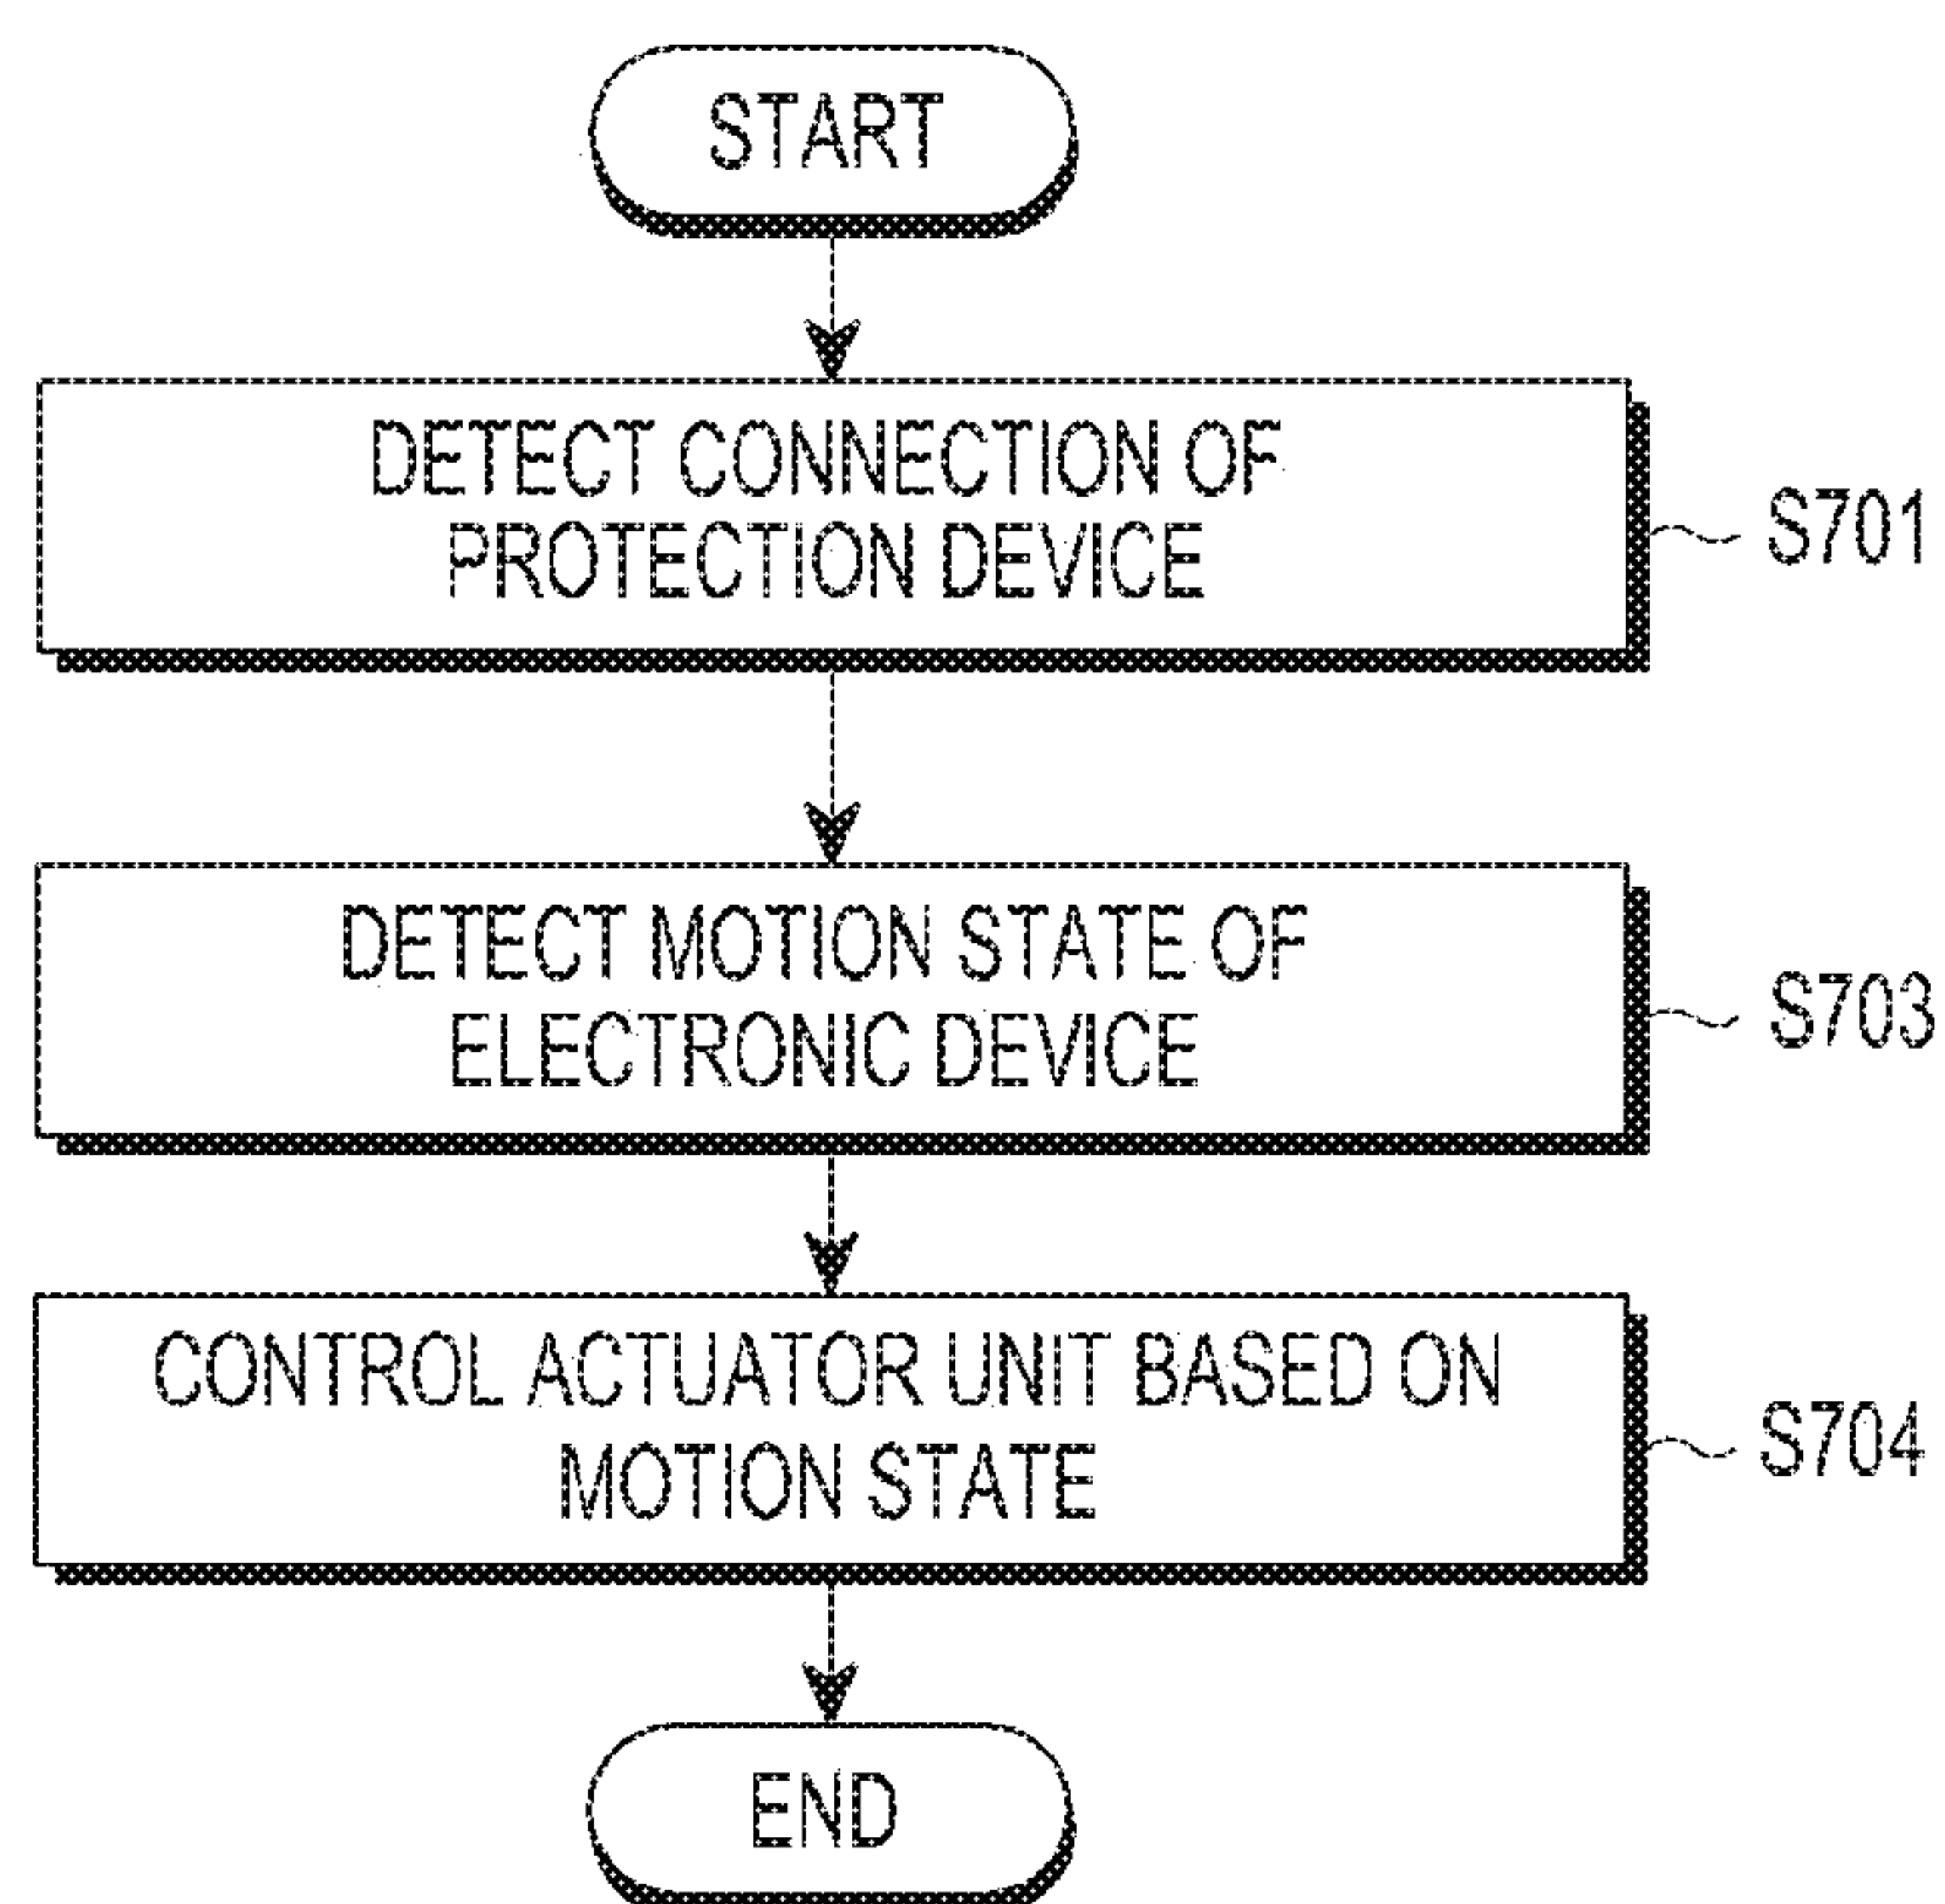 START
DETECT CONNECTION OF
PROTECTION DEVICE
S701
DETECT MOTION STATE OF
ELECTRONIC DEVICE
S703
CONTROL ACTUATOR UNIT BASED ON
MOTION STATE
S704
END